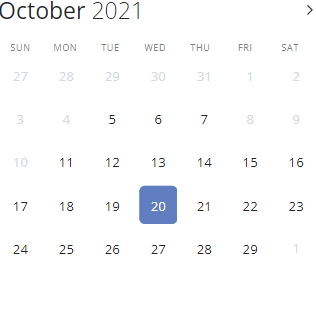 October 2021
SUN MON TUE WED THU FRI SAT
27 28 29 30 31 1 2
3 4 5 6 7 8 9
10 11 12 13 14 15 16
17 18 19 20 21 22 23
24 25 26 27 28 29 1